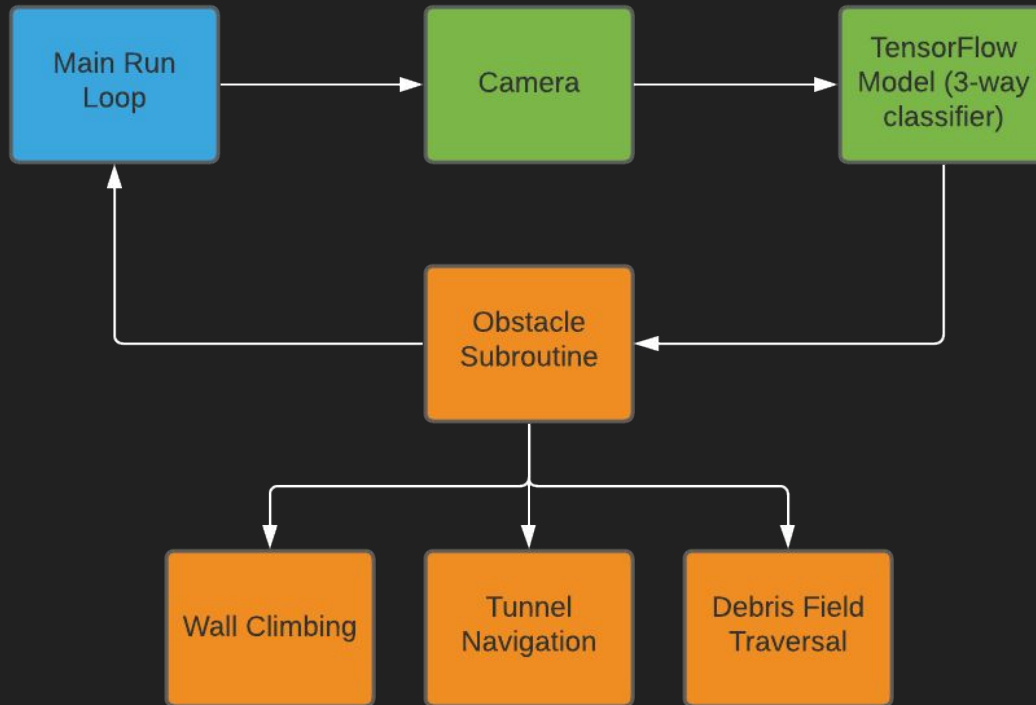 Main Run
Loop
Camera
TensorFlow
Model (3-way
classifier)
Obstacle
Subroutine
Wall Climbing
Tunnel
Navigation
Debris Field
Traversal